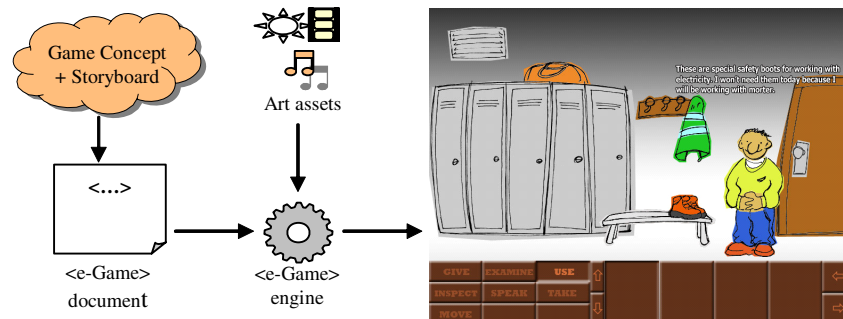 Game Concept
+ Storyboard
Art assets
<...>
<e-Game>
document
<e-Game>
engine
These are special safety boots for working with
electricity. I won't need them today because I
will be working with morter.
GIVE EXAMINE USE
INSPECT SPEAK TAKE
MOVE